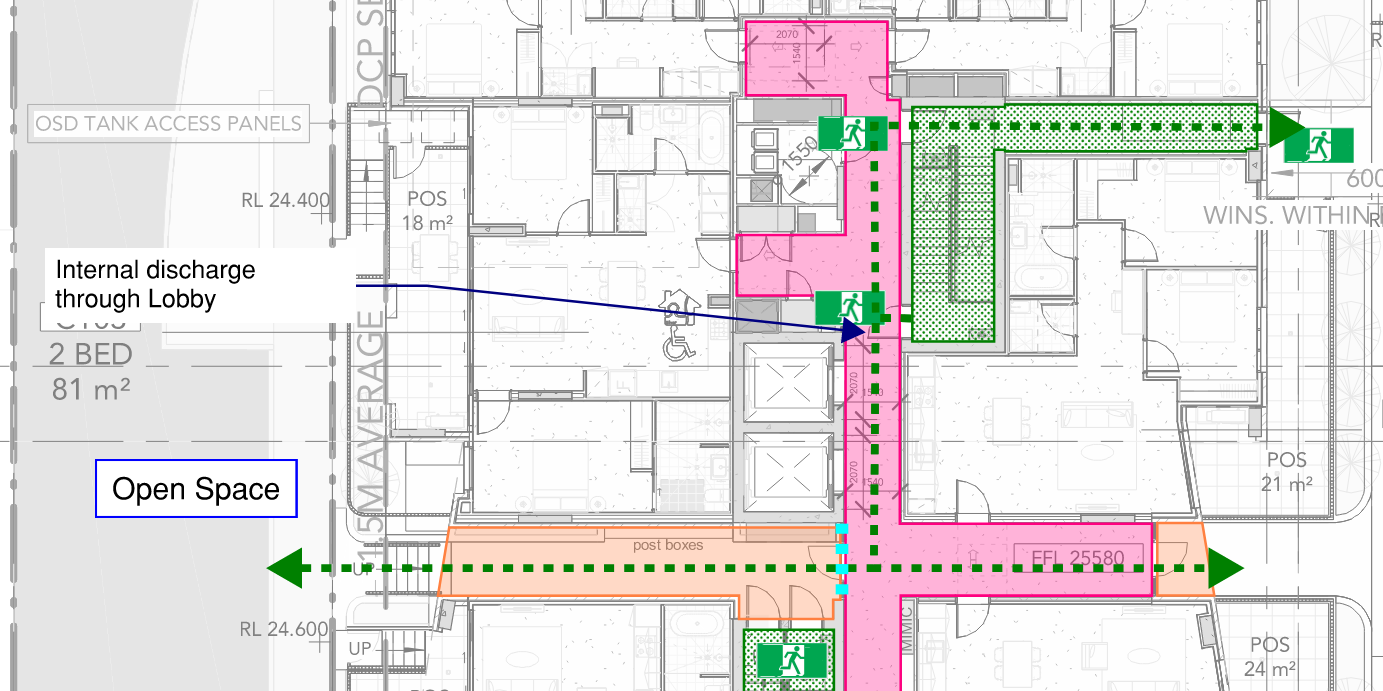 DCP SE
2070
1540
OSD TANK ACCESS PANELS
1550
RL 24.400
POS
18 m²
600
WINS. WITHIN
Internal discharge
through Lobby
2 BED
81 m²
1.5M AVERAGE
2070
1540
2070
1540
Open Space
POS
21 m²
post boxes
FFL 25580
UP
RL 24.600
UP
MIMIC
POS
24 m²